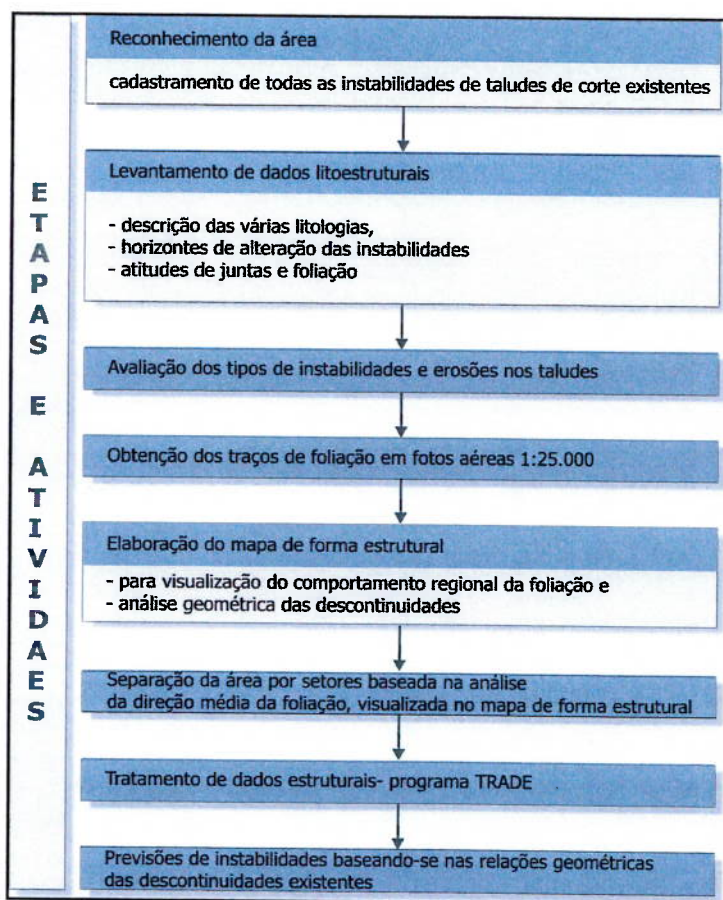 ETAPAS E ATIVIDAES
Reconhecimento da área
cadastramento de todas as instabilidades de taludes de corte existentes
Levantamento de dados litoestruturais
- descrição das várias litologias,
- horizontes de alteração das instabilidades
- atitudes de juntas e foliação
Avaliação dos tipos de instabilidades e erosões nos taludes
Obtenção dos traços de foliação em fotos aéreas 1:25.000
Elaboração do mapa de forma estrutural
- para visualização do comportamento regional da foliação e
- análise geométrica das descontinuidades
Separação da área por setores baseada na análise
da direção média da foliação, visualizada no mapa de forma estrutural
Tratamento de dados estruturais- programa TRADE
Previsões de instabilidades baseando-se nas relações geométricas
das descontinuidades existentes